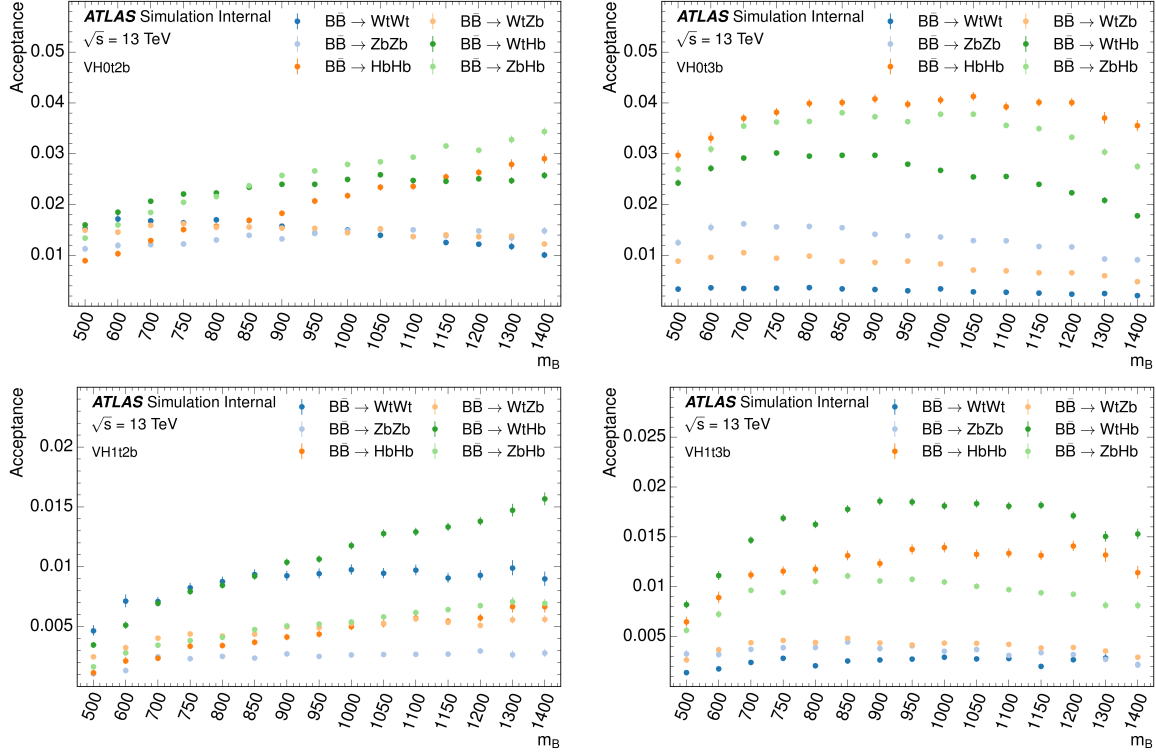 Acceptance
ATLAS Simulation Internal
√s = 13 TeV
VH0t2b
BB̄ → WtWt
BB̄ → ZbZb
BB̄ → HbHb
BB̄ → WtZb
BB̄ → WtHb
BB̄ → ZbHb
0.05
0.04
0.03
0.02
0.01
500 600 700 750 800 850 900 950 1000 1050 1100 1150 1200 1300 1400
m_B
Acceptance
ATLAS Simulation Internal
√s = 13 TeV
VH0t3b
BB̄ → WtWt
BB̄ → ZbZb
BB̄ → HbHb
BB̄ → WtZb
BB̄ → WtHb
BB̄ → ZbHb
0.05
0.04
0.03
0.02
0.01
500 600 700 750 800 850 900 950 1000 1050 1100 1150 1200 1300 1400
m_B
Acceptance
ATLAS Simulation Internal
√s = 13 TeV
VH1t2b
BB̄ → WtWt
BB̄ → ZbZb
BB̄ → HbHb
BB̄ → WtZb
BB̄ → WtHb
BB̄ → ZbHb
0.02
0.015
0.01
0.005
500 600 700 750 800 850 900 950 1000 1050 1100 1150 1200 1300 1400
m_B
Acceptance
ATLAS Simulation Internal
√s = 13 TeV
VH1t3b
BB̄ → WtWt
BB̄ → ZbZb
BB̄ → HbHb
BB̄ → WtZb
BB̄ → WtHb
BB̄ → ZbHb
0.025
0.02
0.015
0.01
0.005
500 600 700 750 800 850 900 950 1000 1050 1100 1150 1200 1300 1400
m_B